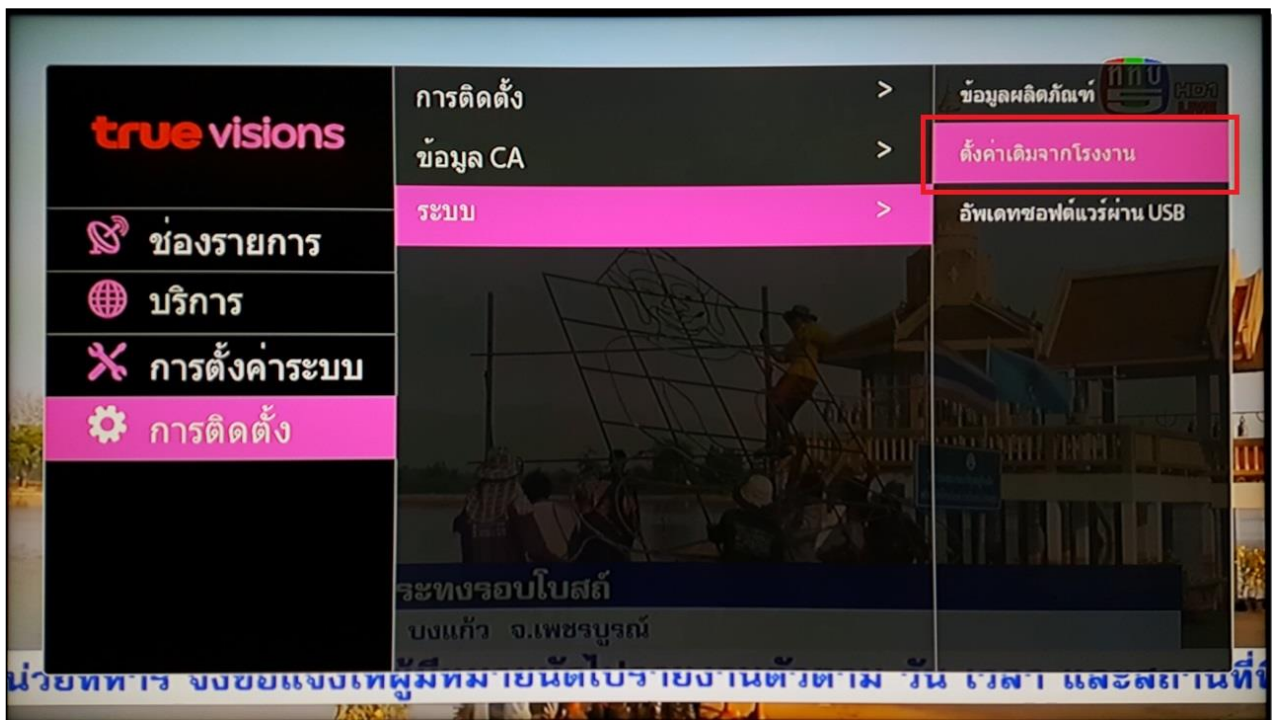 true visions
ช่องรายการ
บริการ
การตั้งค่าระบบ
การติดตั้ง
การติดตั้ง >
ข้อมูล CA >
ระบบ >
ข้อมูลผลิตภัณฑ์
ตั้งค่าเดิมจากโรงงาน
อัพเดทซอฟต์แวร์ผ่าน USB
HD1
LIVE
ระทงรอบโบสถ์
บงแก้ว จ.เพชรบูรณ์